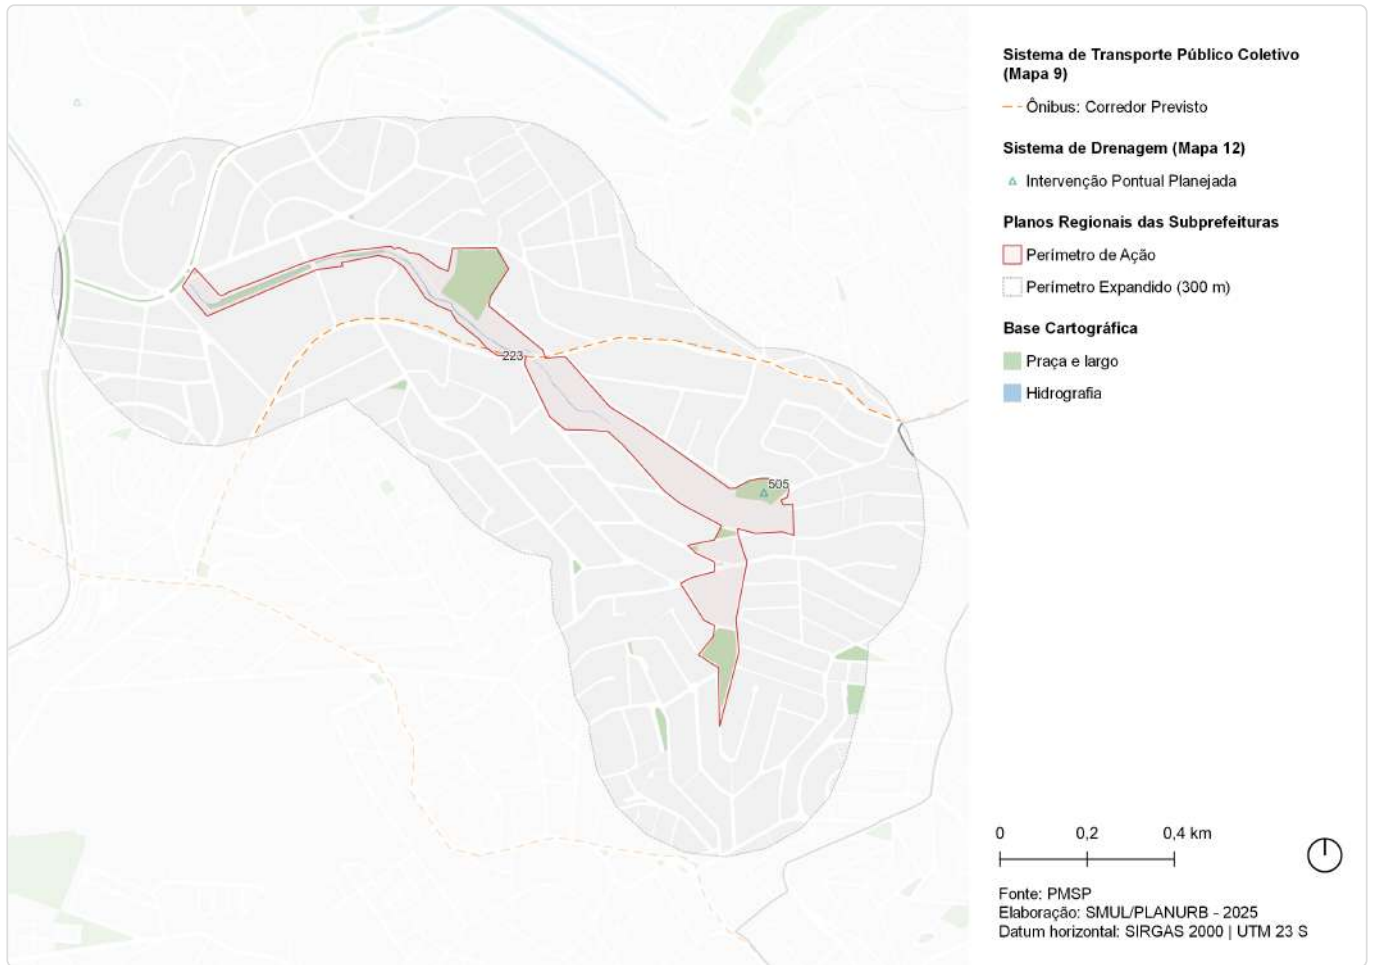 Sistema de Transporte Público Coletivo
(Mapa 9)
Ônibus: Corredor Previsto
Sistema de Drenagem (Mapa 12)
Intervenção Pontual Planejada
Planos Regionais das Subprefeituras
Perímetro de Ação
Perímetro Expandido (300 m)
Base Cartográfica
Praça e largo
Hidrografia
223
505
0 0,2 0,4 km
Fonte: PMSP
Elaboração: SMUL/PLANURB - 2025
Datum horizontal: SIRGAS 2000 | UTM 23 S